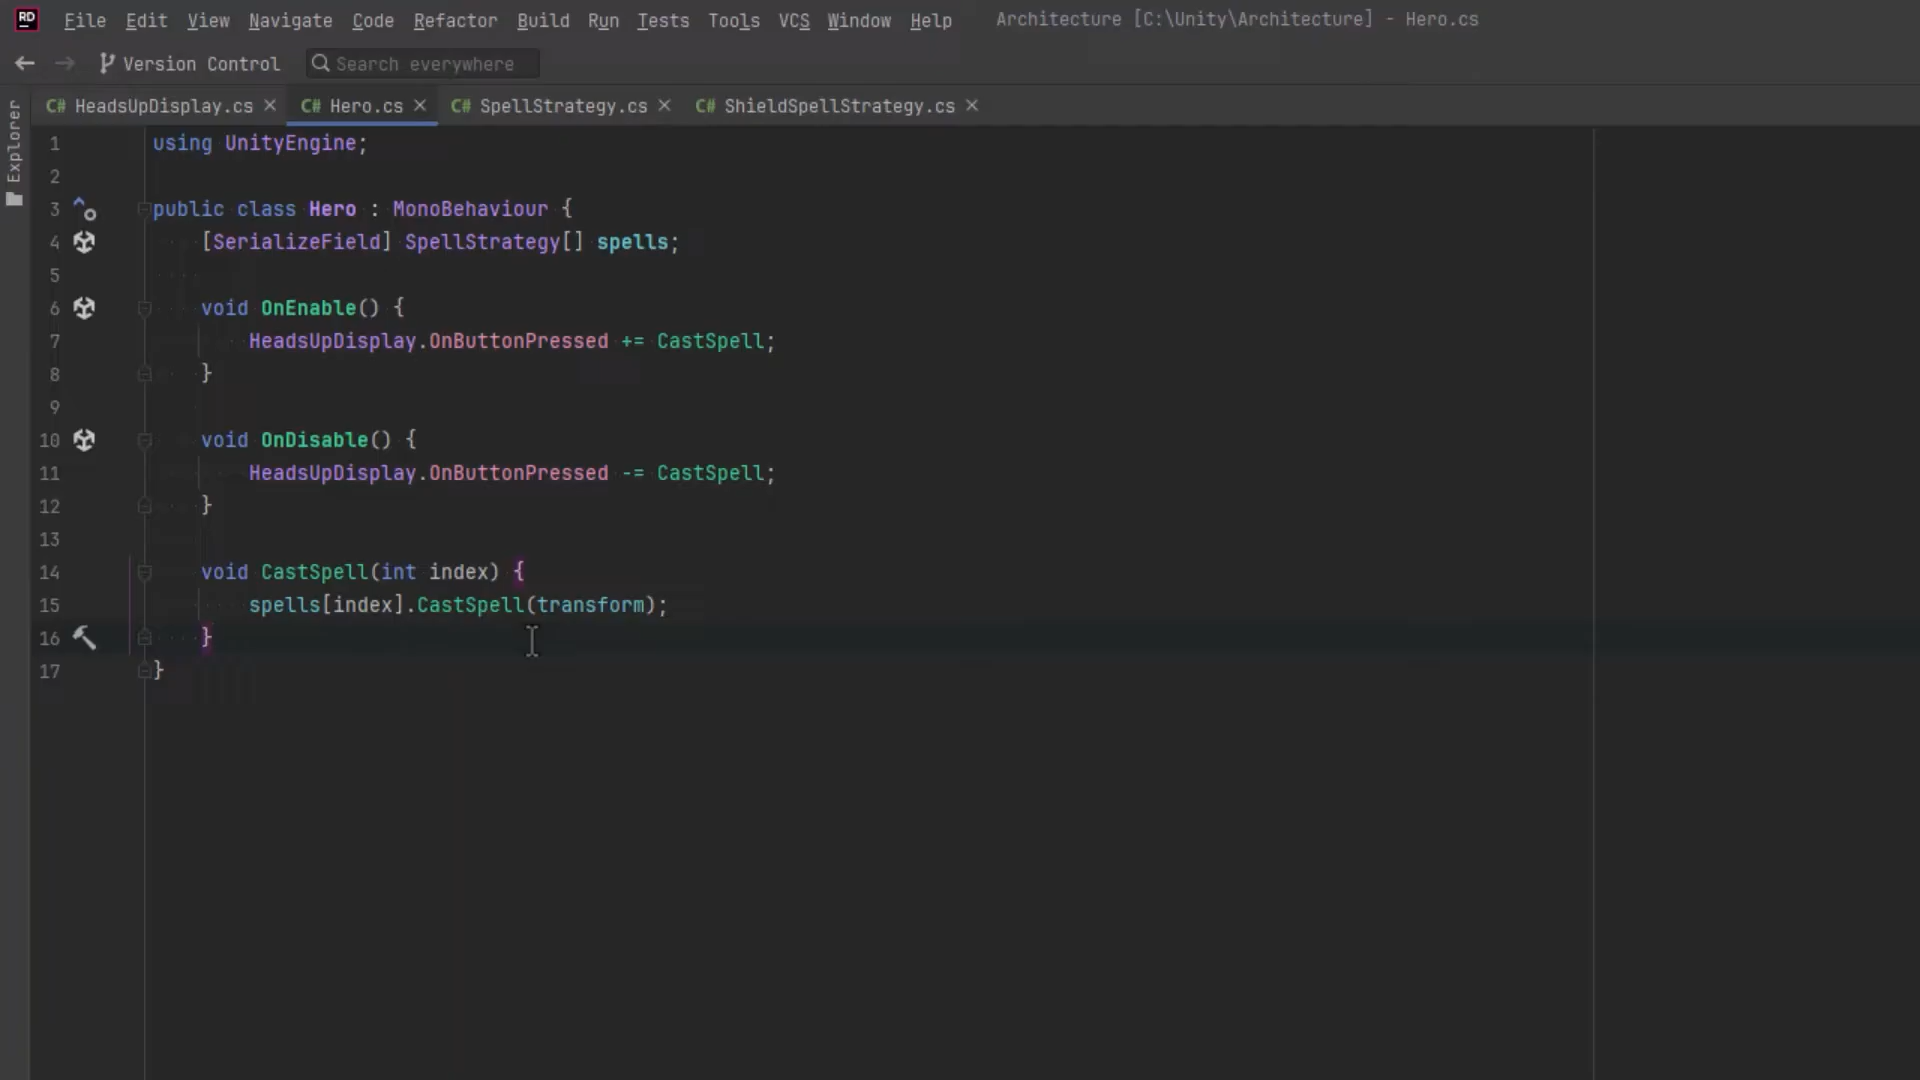 RD File Edit View Navigate Code Refactor Build Run Tests Tools VCS Window Help Architecture [C:\Unity\Architecture] - Hero.cs
Version Control Search everywhere
C# HeadsUpDisplay.cs C# Hero.cs C# SpellStrategy.cs C# ShieldSpellStrategy.cs
Explorer
1 using UnityEngine;
2
3 public class Hero : MonoBehaviour {
4 [SerializeField] SpellStrategy[] spells;
5
6 void OnEnable() {
7 HeadsUpDisplay.OnButtonPressed += CastSpell;
8 }
9
10 void OnDisable() {
11 HeadsUpDisplay.OnButtonPressed -= CastSpell;
12 }
13
14 void CastSpell(int index) {
15 spells[index].CastSpell(transform);
16 }
17 }